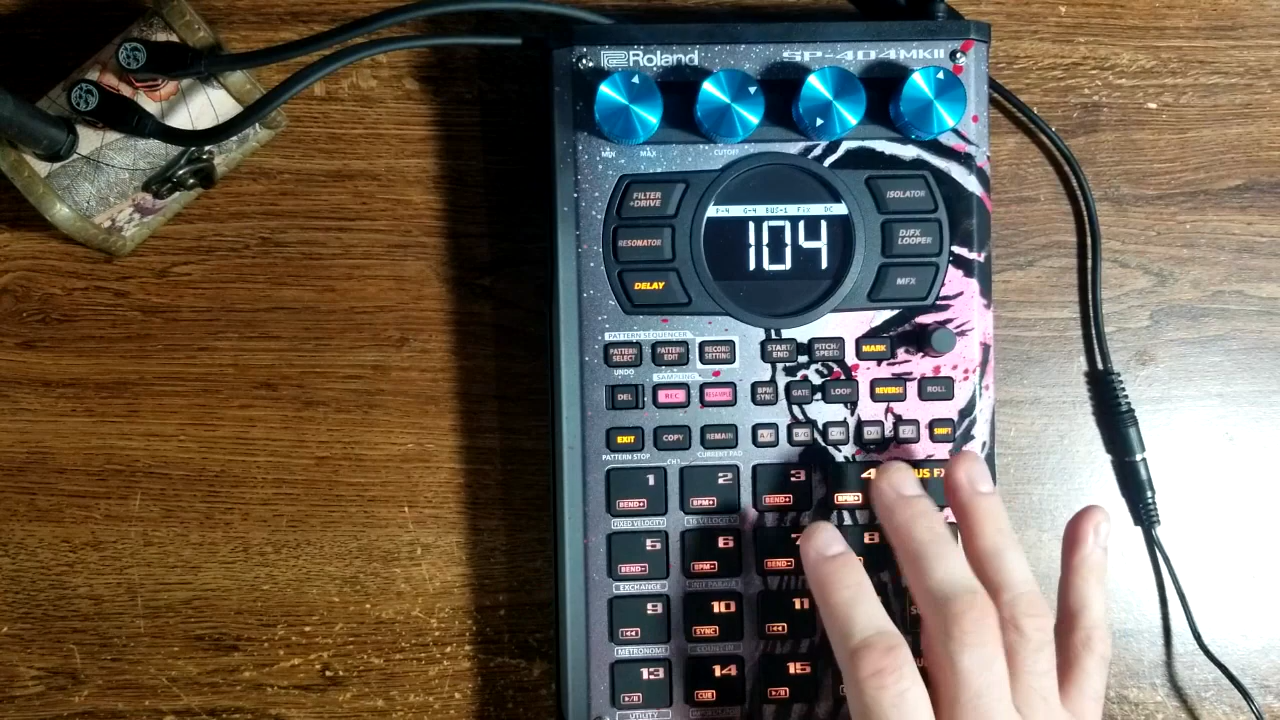 Roland SP-404MKII
MIN MAX CUTOFF
FILTER
+DRIVE
RESONATOR
DELAY
P-4 G-4 BUS-1 Fix DC
104
ISOLATOR
DJFX
LOOPER
MFX
PATTERN SEQUENCER
PATTERN
SELECT
PATTERN
EDIT
RECORD
SETTING
START/
END
PITCH/
SPEED
MARK
UNDO
SAMPLING
DEL REC RESAMPLE
BPM
SYNC
GATE LOOP REVERSE ROLL
EXIT COPY REMAIN A/F B/G C/H D/I E/J SHIFT
PATTERN STOP CURRENT PAD
1 2 3 4
BEND+ BPM+ BEND+ BPM+
BUS FX
FIXED VELOCITY 16 VELOCITY
5 6 7 8
BEND- BPM- BEND-
EXCHANGE
9 10 11
SYNC
METRONOME COUNT IN
13 14 15
CUE
UTILITY